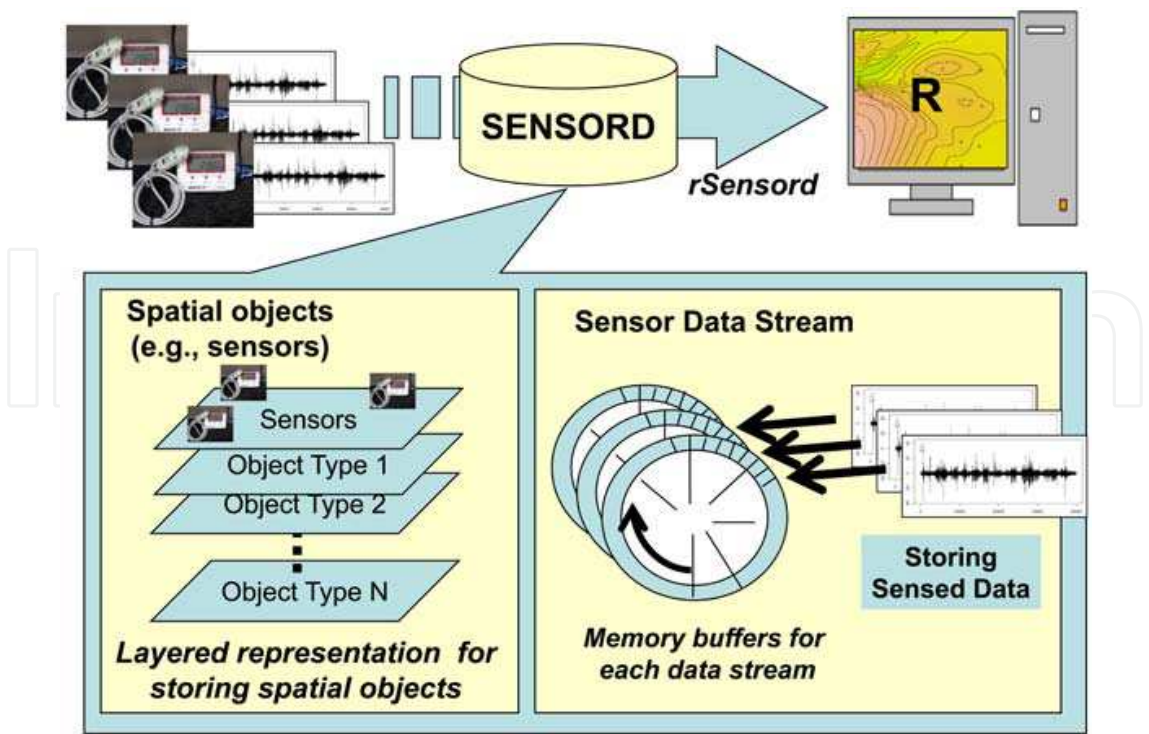 SENSORD
rSensord
R
Spatial objects
(e.g., sensors)
Sensors
Object Type 1
Object Type 2
Object Type N
Layered representation for
storing spatial objects
Sensor Data Stream
Storing
Sensed Data
Memory buffers for
each data stream